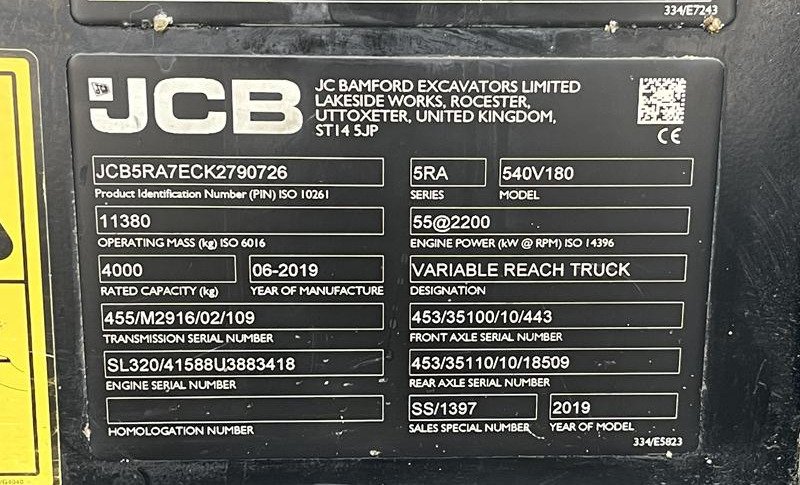 334/E7243
JCB
JC BAMFORD EXCAVATORS LIMITED
LAKESIDE WORKS, ROCESTER,
UTTOXETER, UNITED KINGDOM,
ST14 5JP
CE
JCB5RA7ECK2790726
Product Identification Number (PIN) ISO 10261
5RA
SERIES
540V180
MODEL
11380
OPERATING MASS (kg) ISO 6016
55@2200
ENGINE POWER (kW @ RPM) ISO 14396
4000
RATED CAPACITY (kg)
06-2019
YEAR OF MANUFACTURE
VARIABLE REACH TRUCK
DESIGNATION
455/M2916/02/109
TRANSMISSION SERIAL NUMBER
453/35100/10/443
FRONT AXLE SERIAL NUMBER
SL320/41588U3883418
ENGINE SERIAL NUMBER
453/35110/10/18509
REAR AXLE SERIAL NUMBER
HOMOLOGATION NUMBER
SS/1397
SALES SPECIAL NUMBER
2019
YEAR OF MODEL
334/E5823